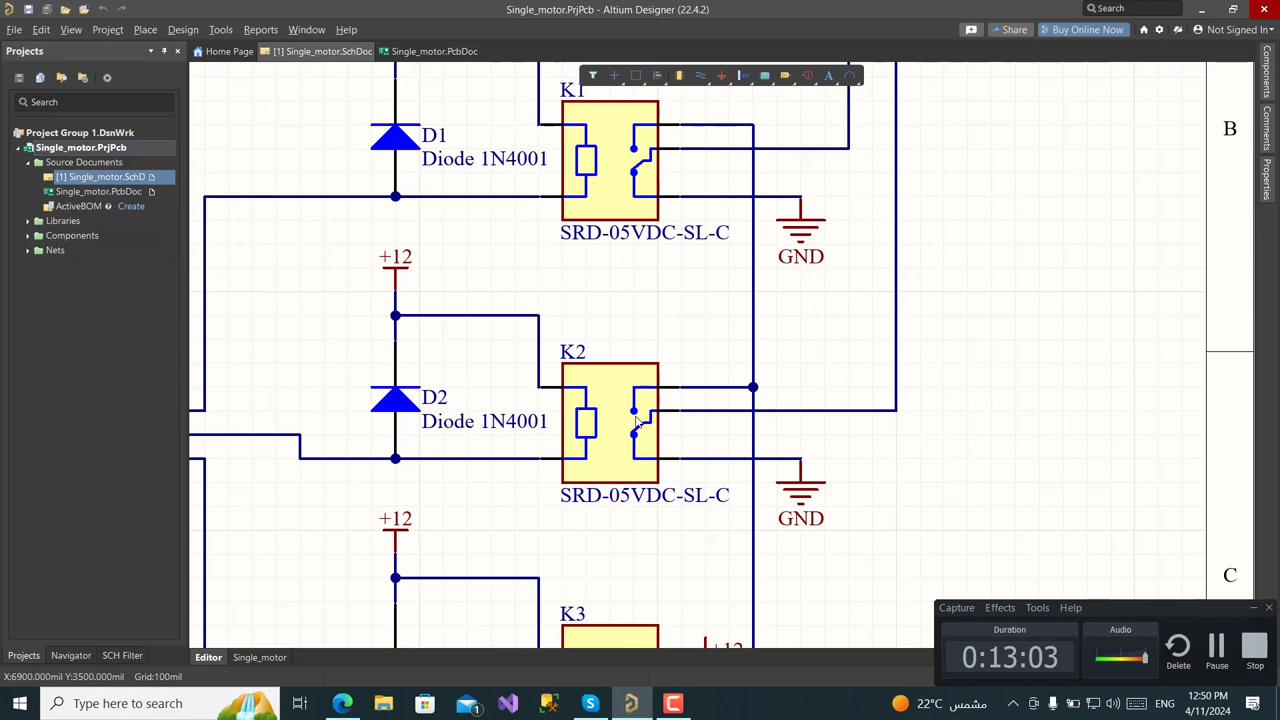 Single_motor.PrjPcb - Altium Designer (22.4.2)
Search
File Edit View Project Place Design Tools Reports Window Help
Share
Buy Online Now
Not Signed In
Projects
Home Page
[1] Single_motor.SchDoc
Single_motor.PcbDoc
Search
Project Group 1.DsnWrk
Single_motor.PrjPcb
Source Documents
[1] Single_motor.SchD
Single_motor.PcbDoc
ActiveBOM Create
Libraries
Components
Nets
Components
Comments
Properties
K1
D1
Diode 1N4001
SRD-05VDC-SL-C
GND
B
+12
K2
D2
Diode 1N4001
SRD-05VDC-SL-C
GND
+12
C
K3
+12
Capture Effects Tools Help
Duration
Audio
0:13:03
Delete
Pause
Stop
Projects Navigator SCH Filter
Editor Single_motor
X:6900.000mil Y:3500.000mil Grid:100mil
Type here to search
1
22°C مشمس
ENG
12:50 PM
4/11/2024